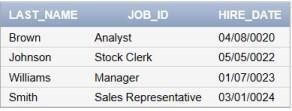 LAST_NAME JOB_ID HIRE_DATE
Brown Analyst 04/08/0020
Johnson Stock Clerk 05/05/0022
Williams Manager 01/07/0023
Smith Sales Representative 03/01/0024